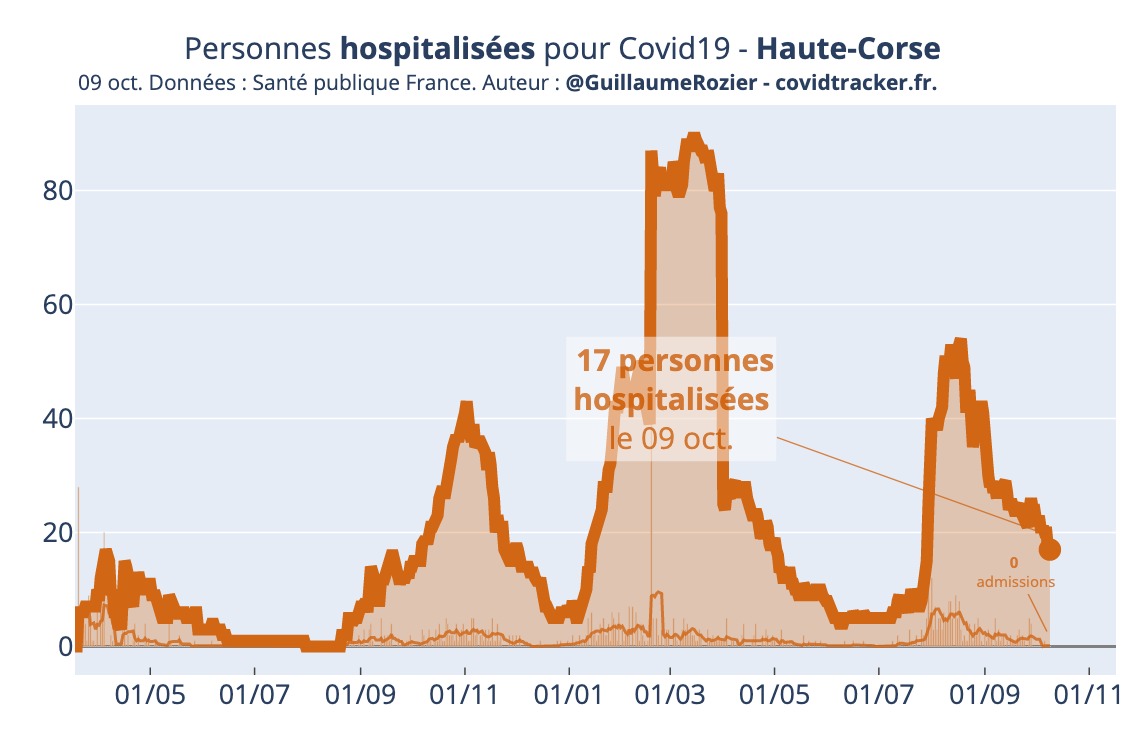 Personnes hospitalisées pour Covid19 - Haute-Corse
09 oct. Données : Santé publique France. Auteur : @GuillaumeRozier - covidtracker.fr.
80
60
17 personnes
hospitalisées
le 09 oct.
40
20
0
admissions
0
01/05 01/07 01/09 01/11 01/01 01/03 01/05 01/07 01/09 01/11